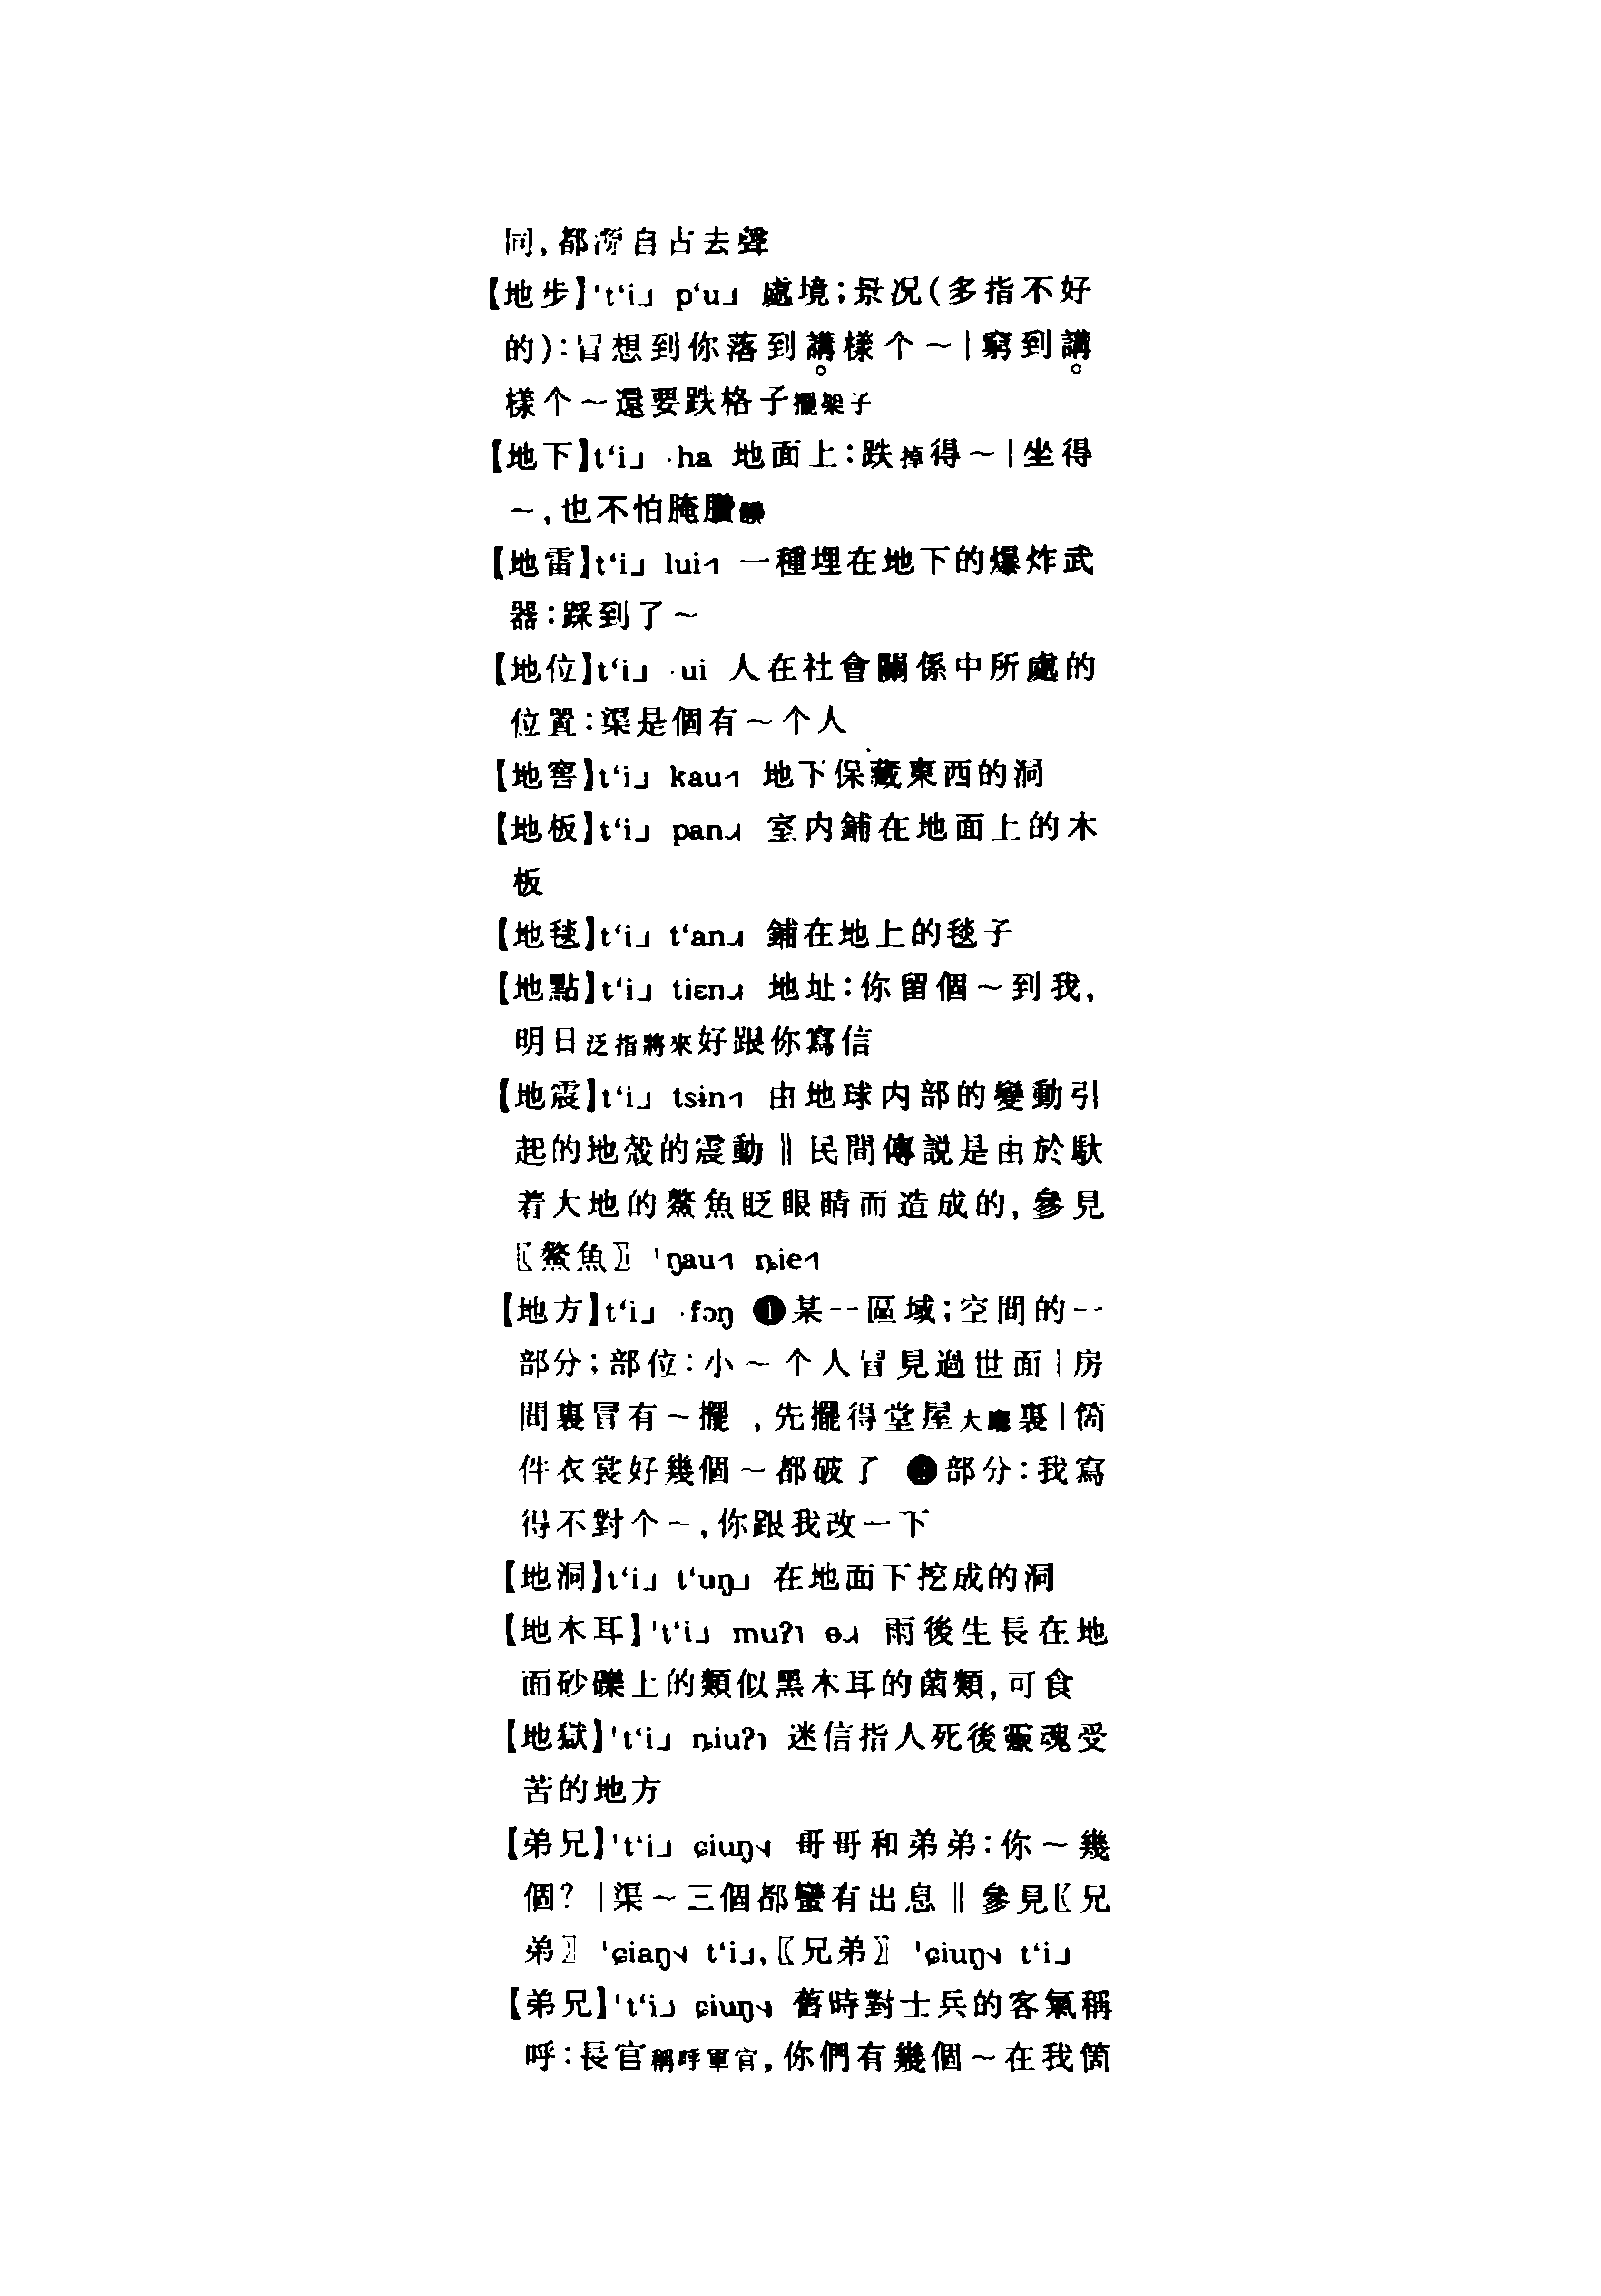 同，都源自古去聲
【地步】ˈtʻi˩ pʻu˩ 處境；景况（多指不好
的）：冒想到你落到講樣个～｜窮到講
樣个～還要跌格子擺架子
【地下】tʻi˩ ·ha 地面上：跌掉得～｜坐得
～，也不怕腌臢
【地雷】tʻi˩ lui˧ 一種埋在地下的爆炸武
器：踩到了～
【地位】tʻi˩ ·ui 人在社會關係中所處的
位置：渠是個有～个人
【地窖】tʻi˩ kau˧ 地下保藏東西的洞
【地板】tʻi˩ pan˨ 室内鋪在地面上的木
板
【地毯】tʻi˩ tʻan˨ 鋪在地上的毯子
【地點】tʻi˩ tiɛn˨ 地址：你留個～到我，
明日泛指將來好跟你寫信
【地震】tʻi˩ tsɨn˧ 由地球内部的變動引
起的地殼的震動‖民間傳説是由於馱
着大地的鰲魚眨眼睛而造成的，參見
〖鰲魚〗ˈŋau˧ ȵie˧
【地方】tʻi˩ ·fɔŋ ❶某一區域；空間的一
部分；部位：小～个人冒見過世面｜房
間裏冒有～擺，先擺得堂屋大廳裏｜箇
件衣裳好幾個～都破了 ❷部分：我寫
得不對个～，你跟我改一下
【地洞】tʻi˩ tʻuŋ˩ 在地面下挖成的洞
【地木耳】ˈtʻi˩ muʔ˥ ɵ˨ 雨後生長在地
面砂礫上的類似黑木耳的菌類，可食
【地獄】ˈtʻi˩ ȵiuʔ˥ 迷信指人死後靈魂受
苦的地方
【弟兄】ˈtʻi˩ ɕiuŋ˦ 哥哥和弟弟：你～幾
個？｜渠～三個都蠻有出息‖參見〖兄
弟〗ˈɕiaŋ˦ tʻi˩，〖兄弟〗ˈɕiuŋ˦ tʻi˩
【弟兄】ˈtʻi˩ ɕiuŋ˦ 舊時對士兵的客氣稱
呼：長官稱呼軍官，你們有幾個～在我箇